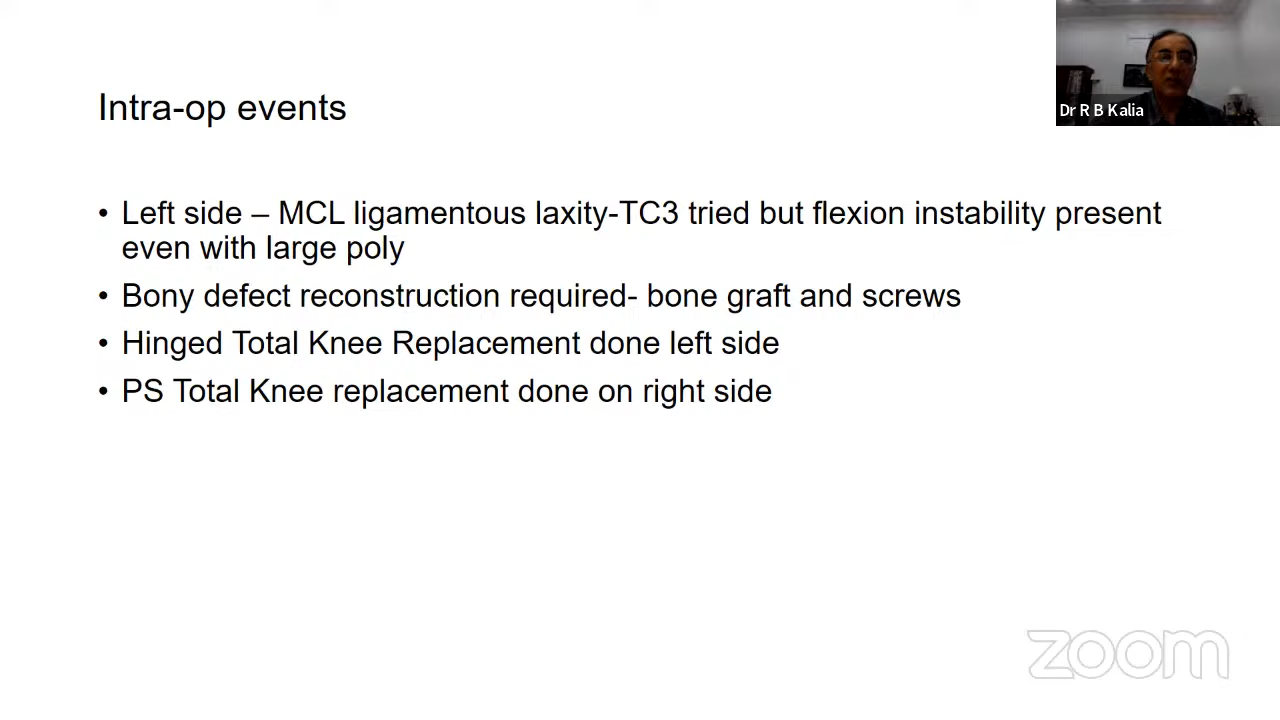 Dr R B Kalia
Intra-op events
• Left side – MCL ligamentous laxity-TC3 tried but flexion instability present
even with large poly
• Bony defect reconstruction required- bone graft and screws
• Hinged Total Knee Replacement done left side
• PS Total Knee replacement done on right side
zoom